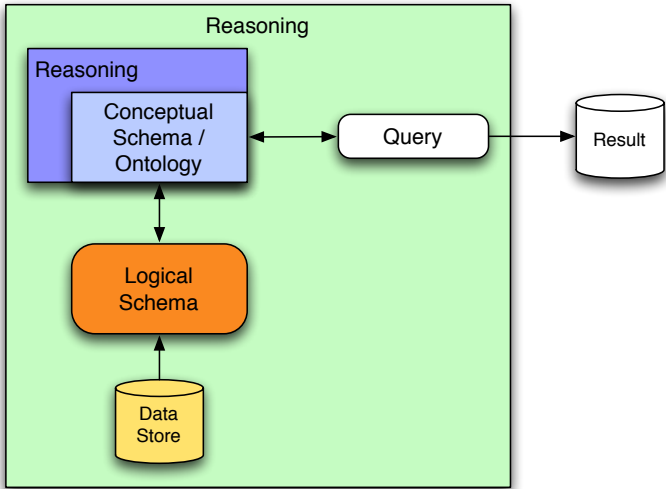 Reasoning
Reasoning
Conceptual
Schema /
Ontology
Query
Result
Logical
Schema
Data
Store